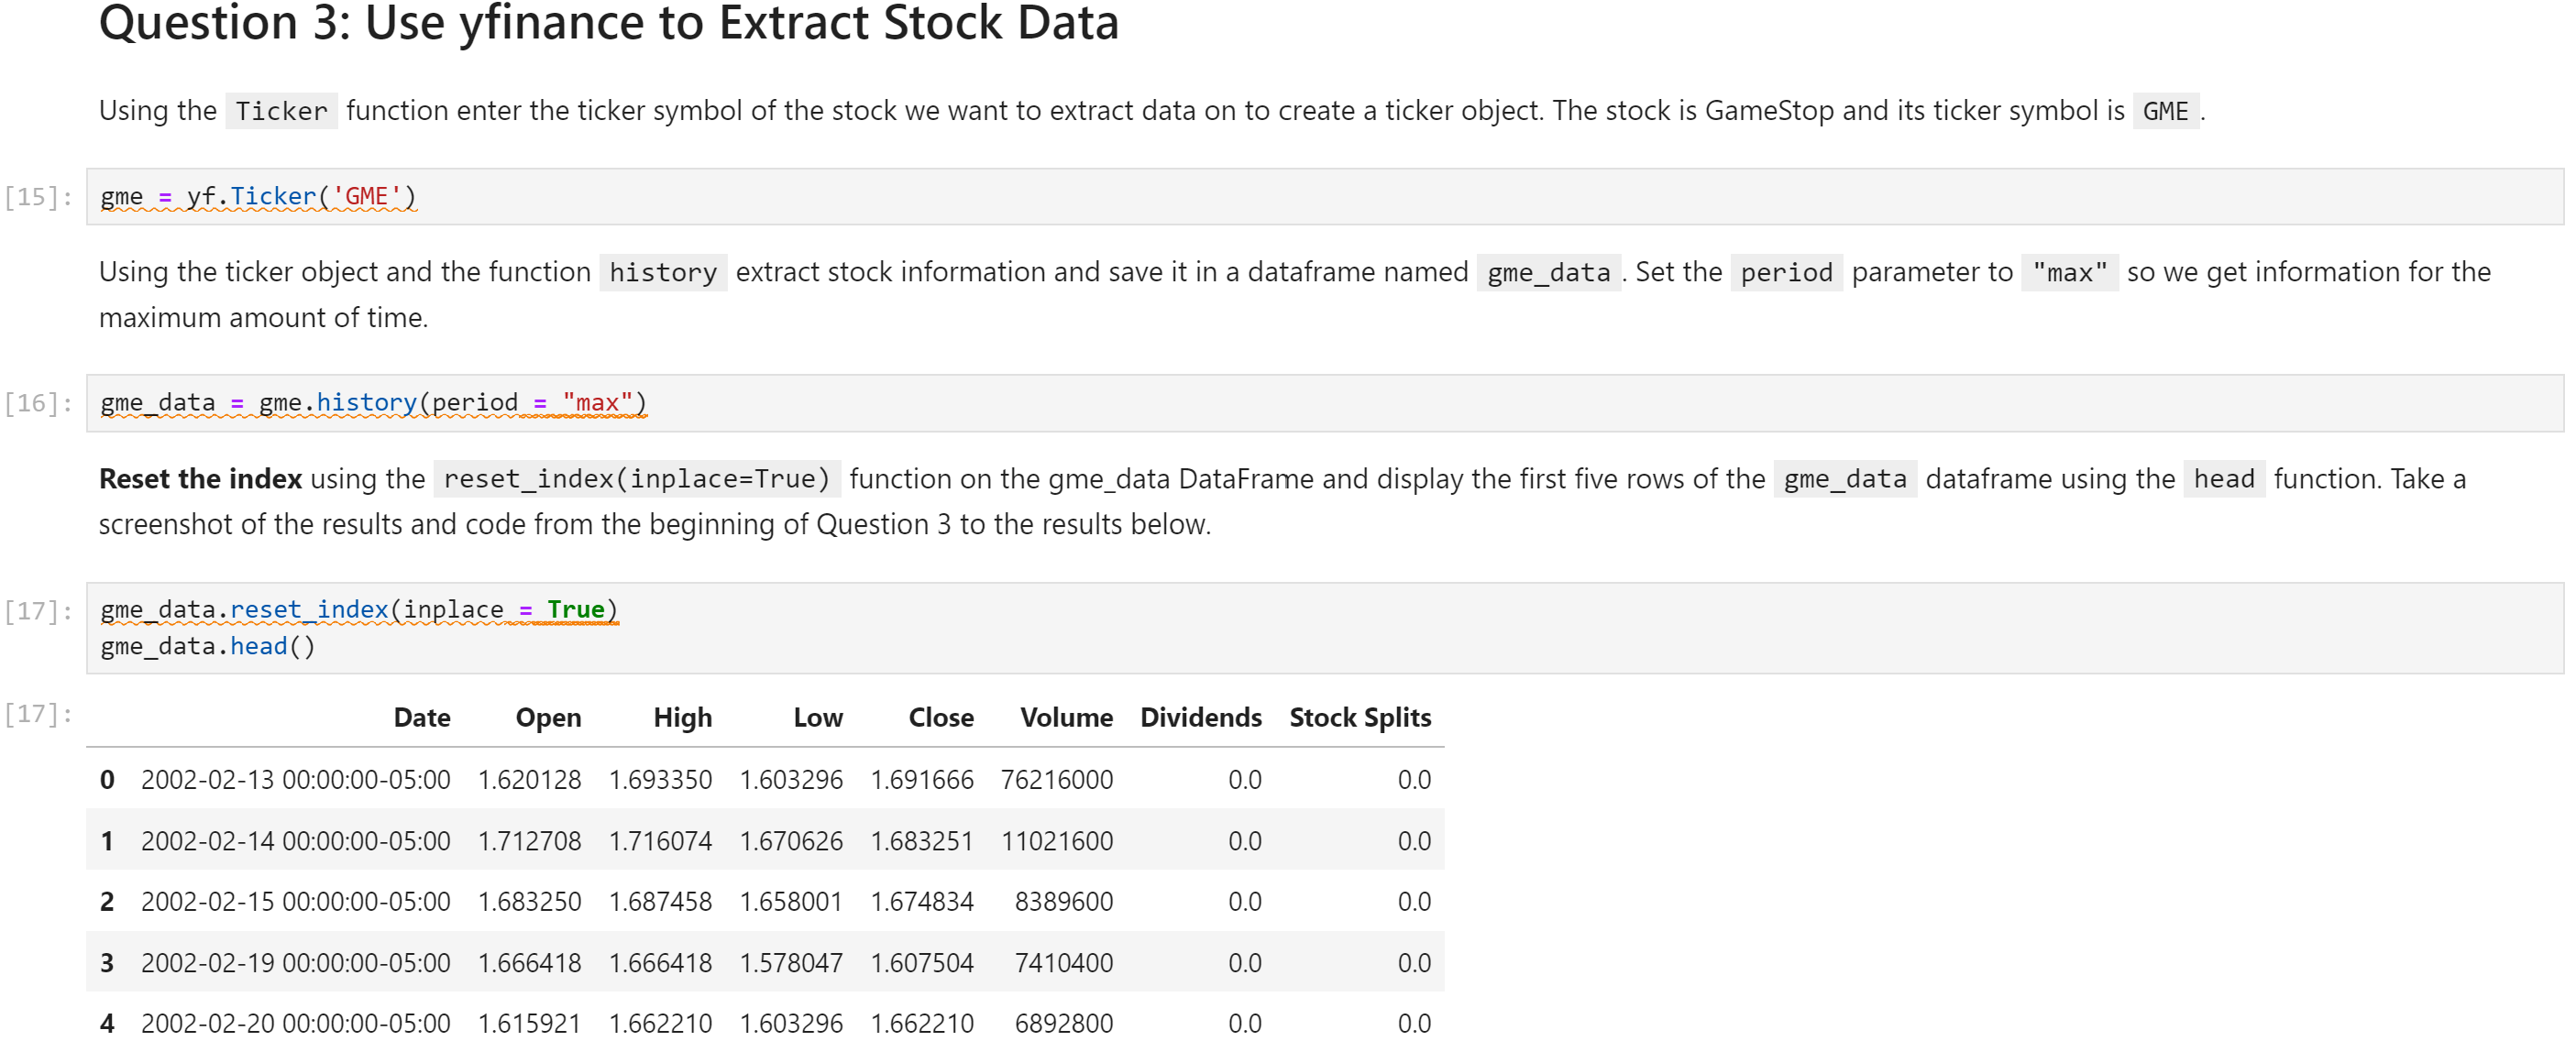 Question 3: Use yfinance to Extract Stock Data
Using the Ticker function enter the ticker symbol of the stock we want to extract data on to create a ticker object. The stock is GameStop and its ticker symbol is GME.
[15]: gme = yf.Ticker('GME')
Using the ticker object and the function history extract stock information and save it in a dataframe named gme_data. Set the period parameter to "max" so we get information for the
maximum amount of time.
[16]: gme_data = gme.history(period = "max")
Reset the index using the reset_index(inplace=True) function on the gme_data DataFrame and display the first five rows of the gme_data dataframe using the head function. Take a
screenshot of the results and code from the beginning of Question 3 to the results below.
[17]: gme_data.reset_index(inplace = True)
gme_data.head()
[17]: Date Open High Low Close Volume Dividends Stock Splits
0 2002-02-13 00:00:00-05:00 1.620128 1.693350 1.603296 1.691666 76216000 0.0 0.0
1 2002-02-14 00:00:00-05:00 1.712708 1.716074 1.670626 1.683251 11021600 0.0 0.0
2 2002-02-15 00:00:00-05:00 1.683250 1.687458 1.658001 1.674834 8389600 0.0 0.0
3 2002-02-19 00:00:00-05:00 1.666418 1.666418 1.578047 1.607504 7410400 0.0 0.0
4 2002-02-20 00:00:00-05:00 1.615921 1.662210 1.603296 1.662210 6892800 0.0 0.0